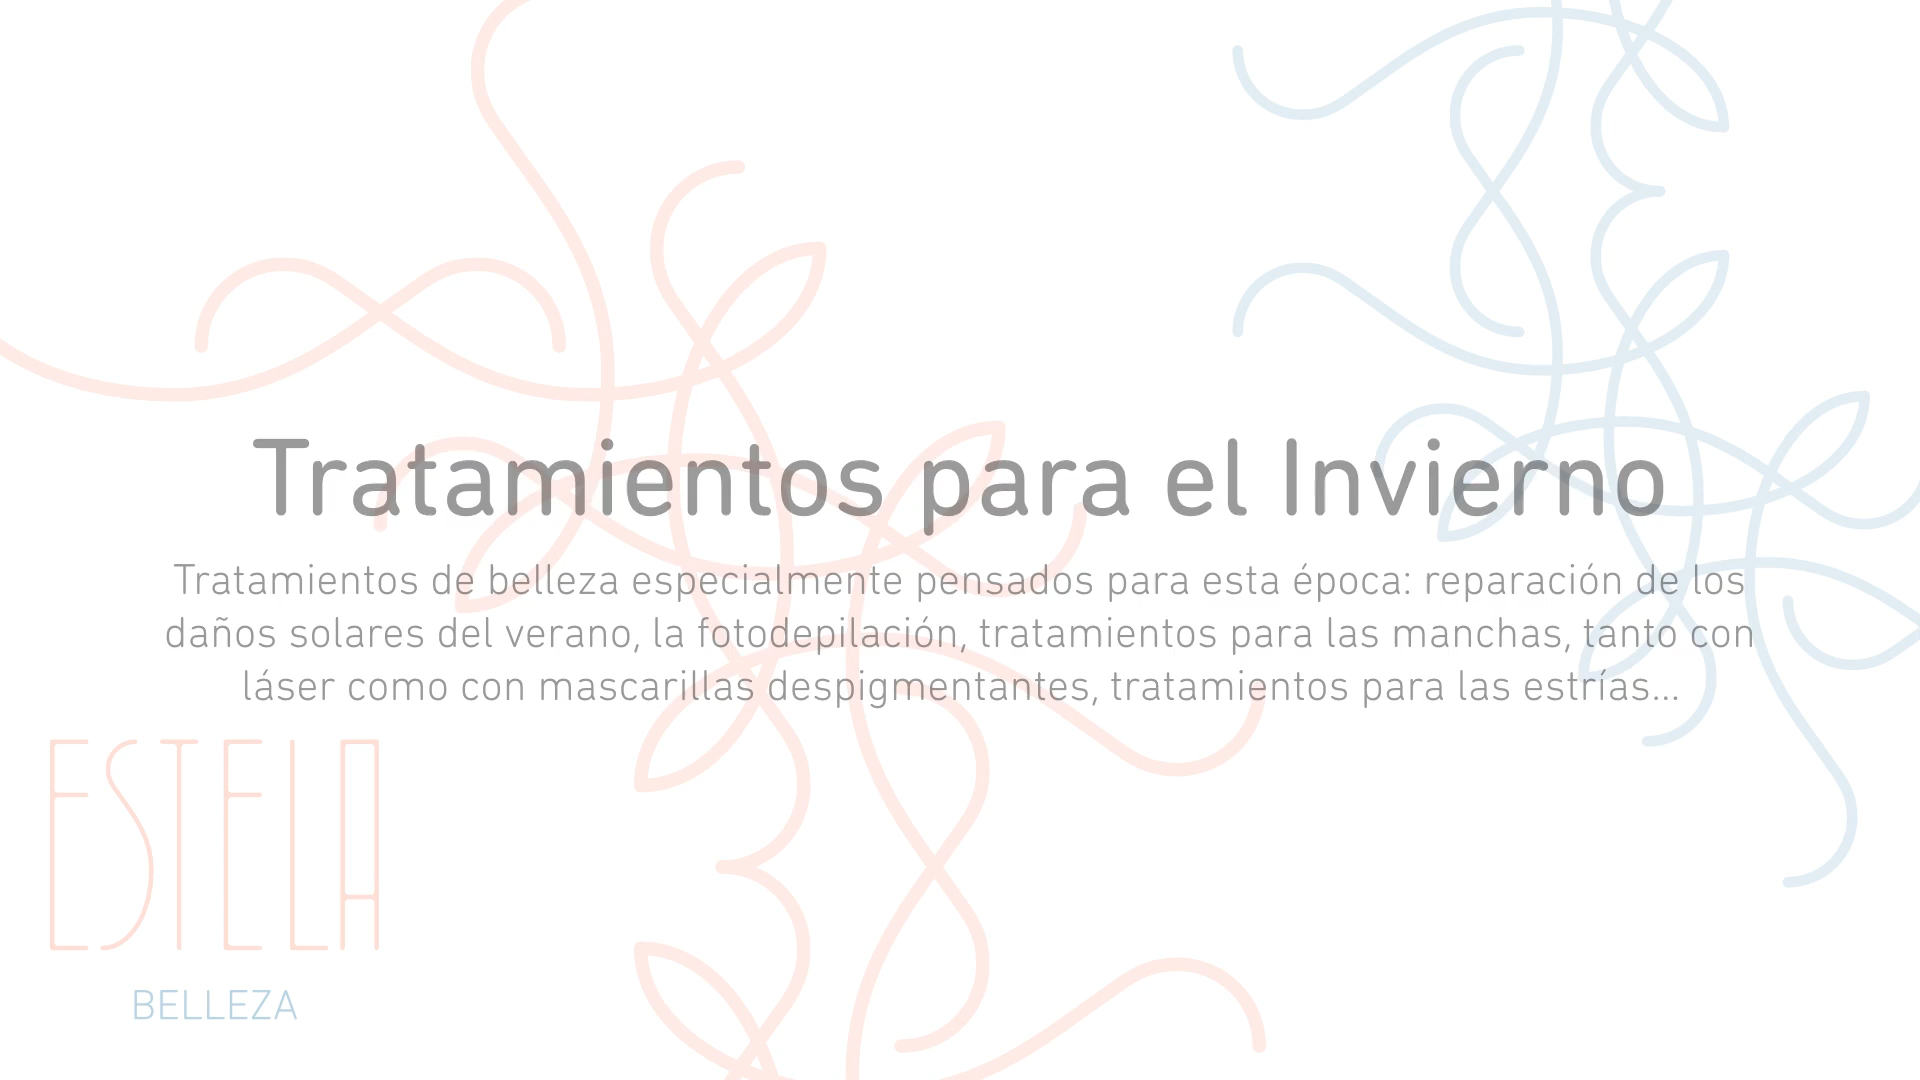 Tratamientos para el Invierno
Tratamientos de belleza especialmente pensados para esta época: reparación de los
daños solares del verano, la fotodepilación, tratamientos para las manchas, tanto con
láser como con mascarillas despigmentantes, tratamientos para las estrías...
ESTELA
BELLEZA